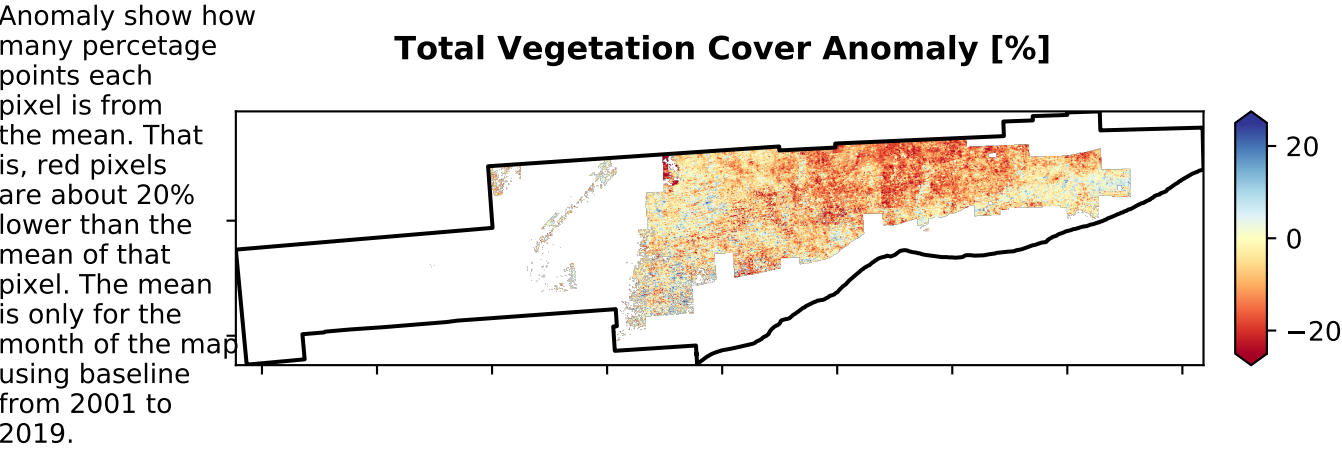 Anomaly show how
many percetage
points each
pixel is from
the mean. That
is, red pixels
are about 20%
lower than the
mean of that
pixel. The mean
is only for the
month of the map
using baseline
from 2001 to
2019.
Total Vegetation Cover Anomaly [%]
20
0
−20